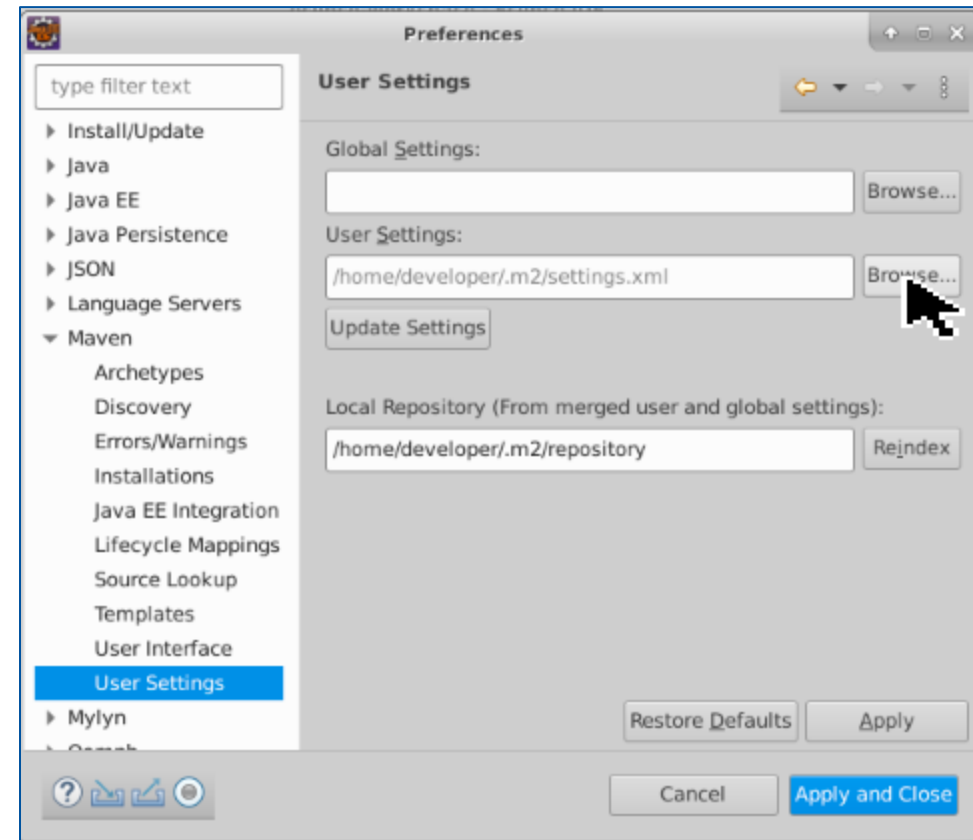 Preferences
type filter text
Install/Update
Java
Java EE
Java Persistence
JSON
Language Servers
Maven
Archetypes
Discovery
Errors/Warnings
Installations
Java EE Integration
Lifecycle Mappings
Source Lookup
Templates
User Interface
User Settings
Mylyn
User Settings
Global Settings:
Browse...
User Settings:
/home/developer/.m2/settings.xml
Browse...
Update Settings
Local Repository (From merged user and global settings):
/home/developer/.m2/repository
Reindex
Restore Defaults
Apply
?
Cancel
Apply and Close